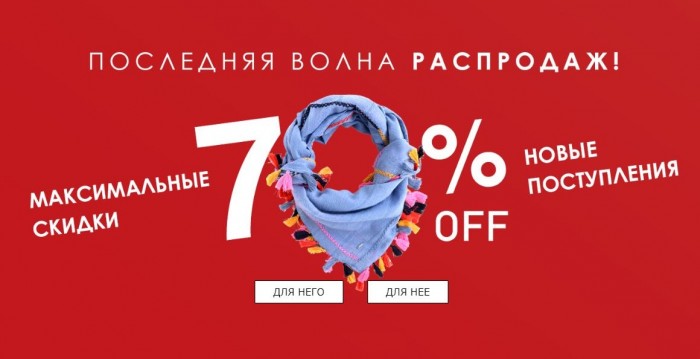 ПОСЛЕДНЯЯ ВОЛНА РАСПРОДАЖ!
МАКСИМАЛЬНЫЕ
СКИДКИ
70%
OFF
НОВЫЕ
ПОСТУПЛЕНИЯ
ДЛЯ НЕГО
ДЛЯ НЕЕ